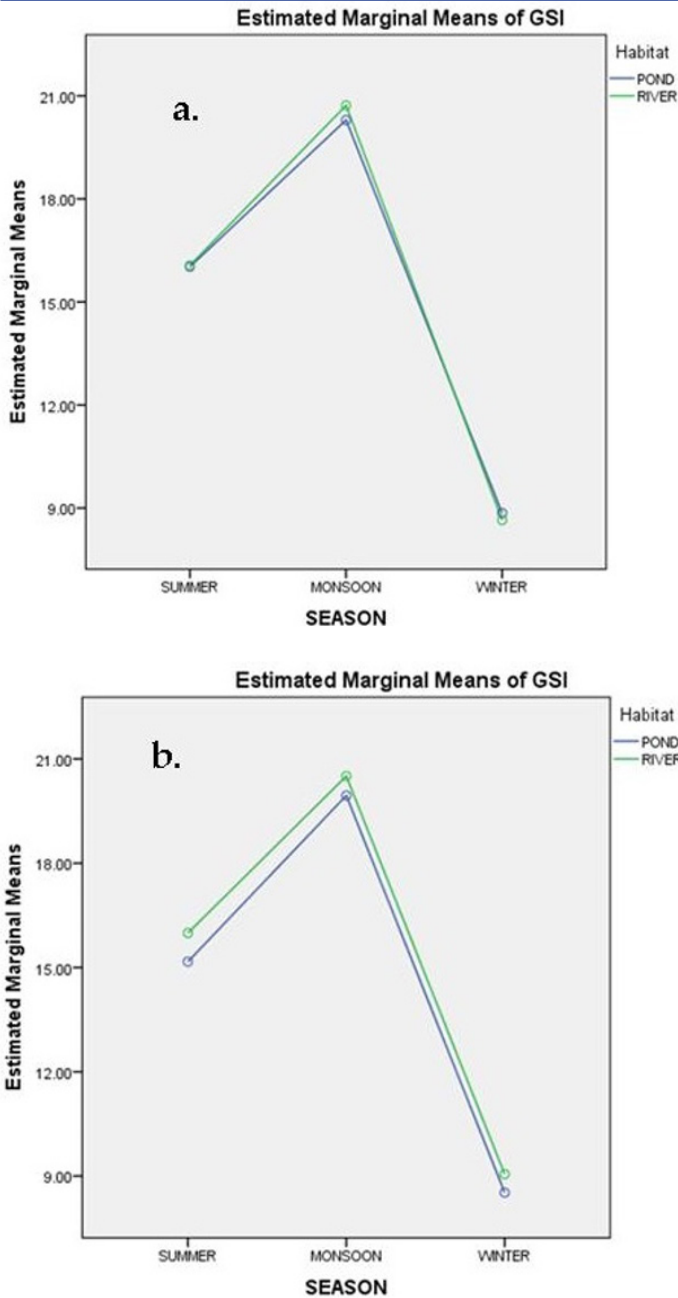 Estimated Marginal Means of GSI
Habitat
POND
RIVER
a.
21.00
18.00
15.00
12.00
9.00
Estimated Marginal Means
SUMMER MONSOON WINTER
SEASON
Estimated Marginal Means of GSI
Habitat
POND
RIVER
b.
21.00
18.00
15.00
12.00
9.00
Estimated Marginal Means
SUMMER MONSOON WINTER
SEASON